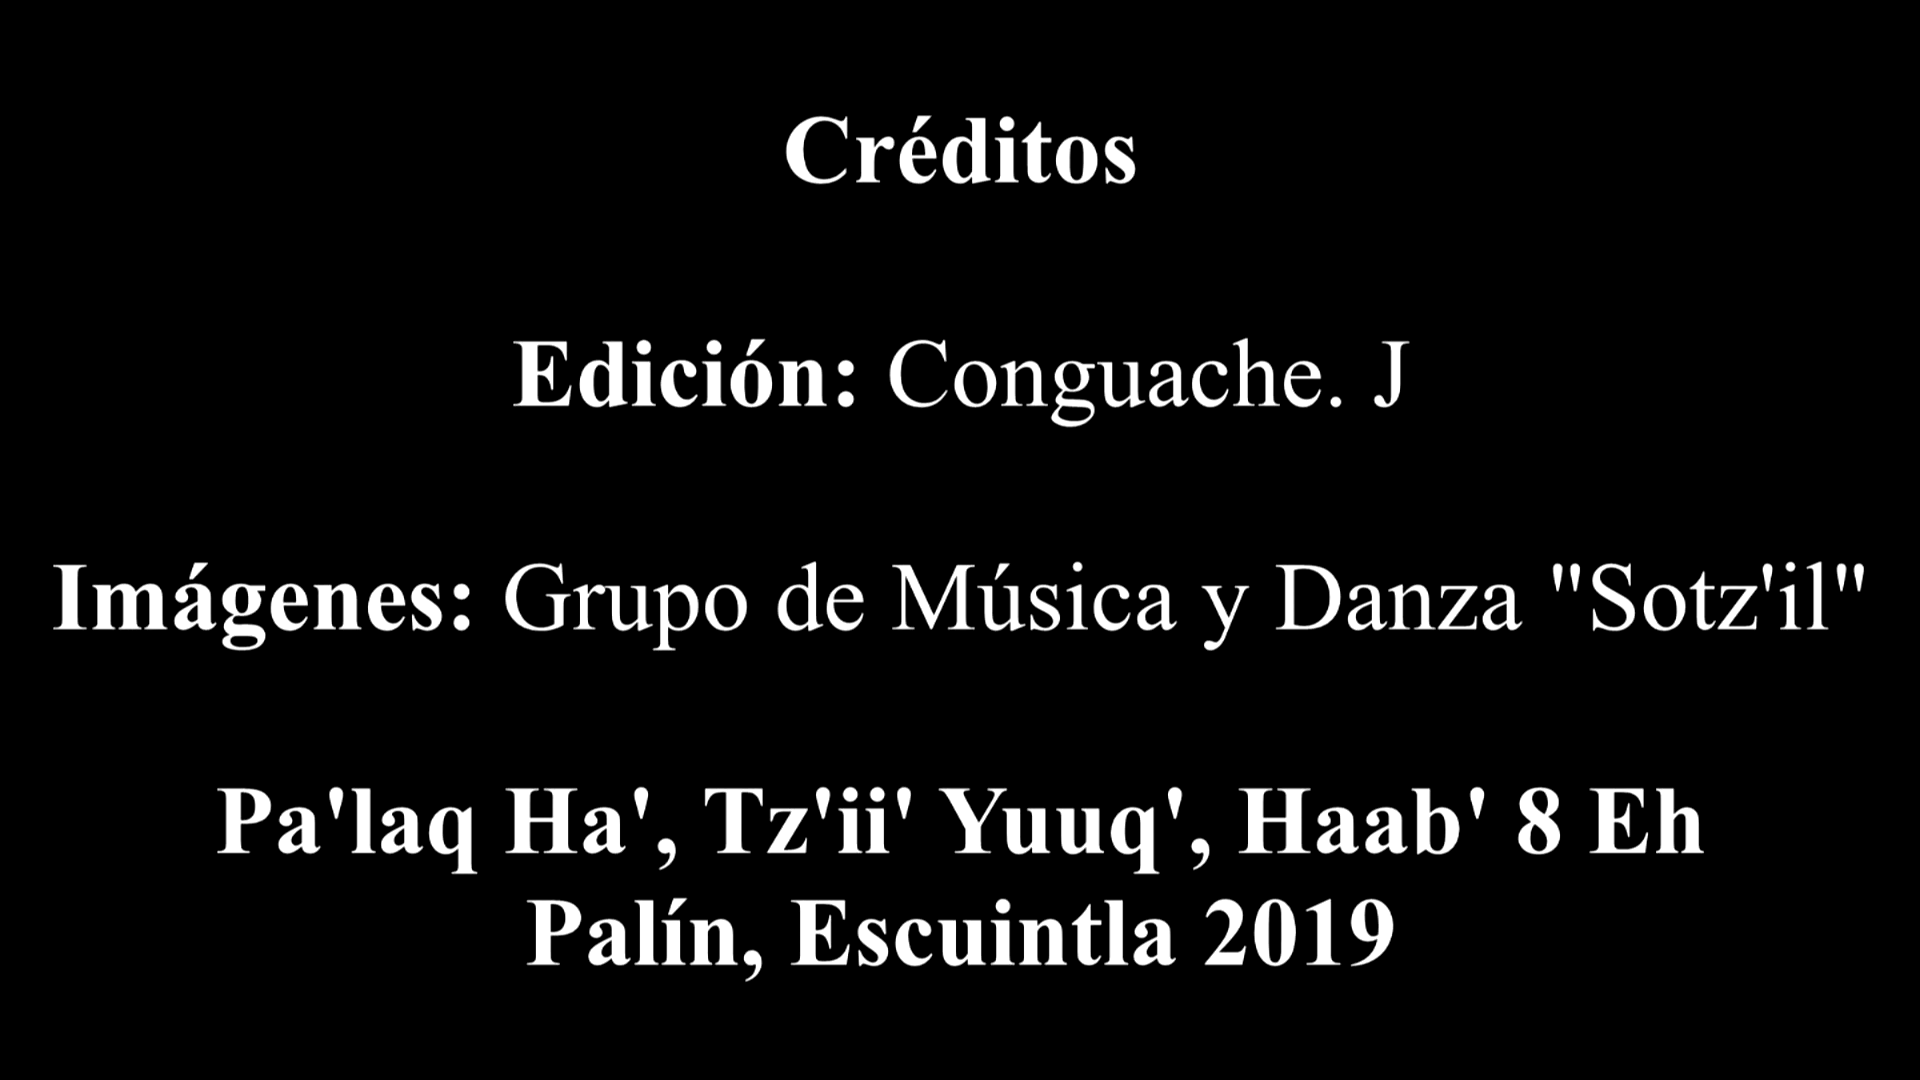 Créditos
Edición: Conguache. J
Imágenes: Grupo de Música y Danza "Sotz'il"
Pa'laq Ha', Tz'ii' Yuuq', Haab' 8 Eh
Palín, Escuintla 2019